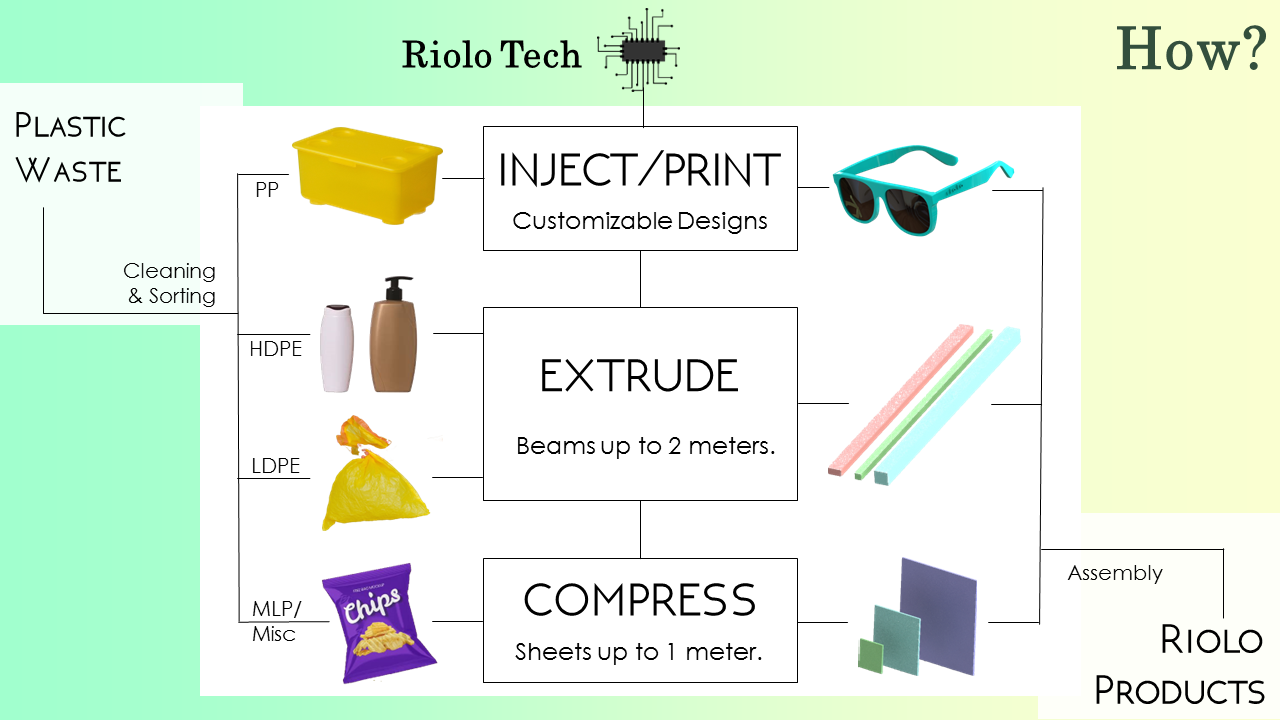 Riolo Tech
How?
PLASTIC
WASTE
Cleaning
& Sorting
PP
INJECT/PRINT
Customizable Designs
HDPE
EXTRUDE
Beams up to 2 meters.
LDPE
MLP/
Misc
Chips
COMPRESS
Sheets up to 1 meter.
Assembly
RIOLO
PRODUCTS